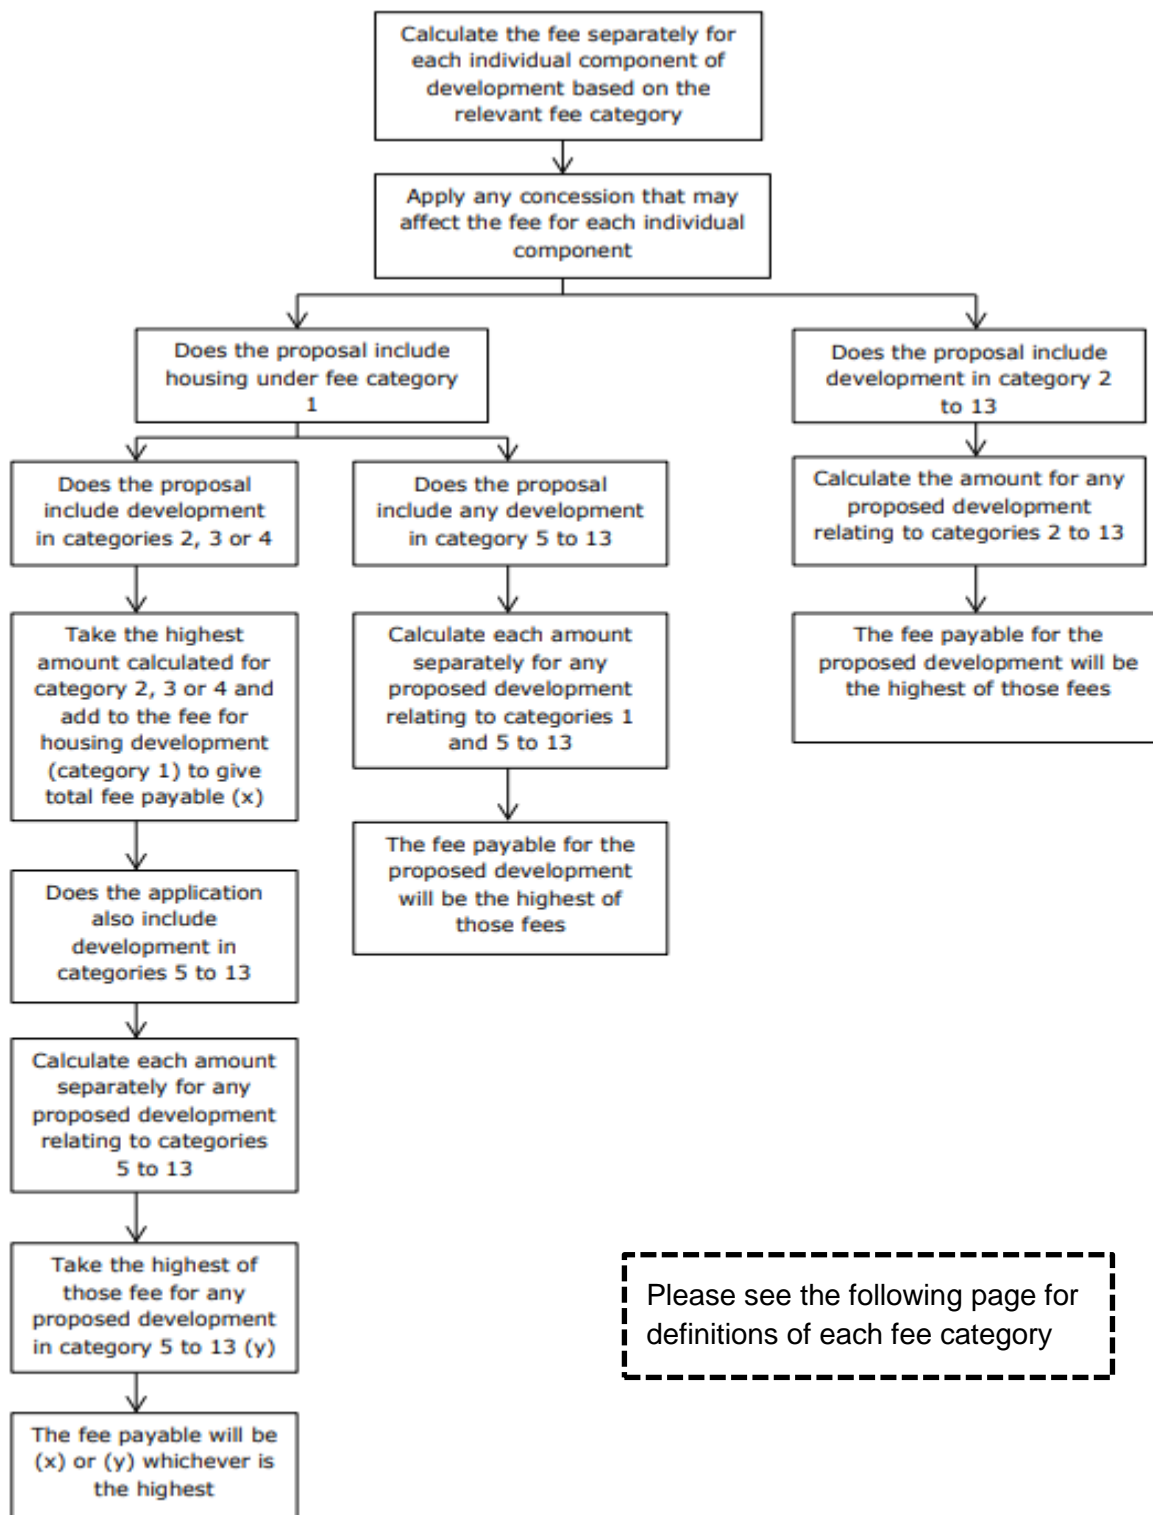 Calculate the fee separately for
each individual component of
development based on the
relevant fee category
Apply any concession that may
affect the fee for each individual
component
Does the proposal include
housing under fee category
1
Does the proposal include
development in category 2
to 13
Does the proposal
include development
in categories 2, 3 or 4
Does the proposal
include any development
in category 5 to 13
Calculate the amount for any
proposed development
relating to categories 2 to 13
Take the highest
amount calculated for
category 2, 3 or 4 and
add to the fee for
housing development
(category 1) to give
total fee payable (x)
Calculate each amount
separately for any
proposed development
relating to categories 1
and 5 to 13
The fee payable for the
proposed development will be
the highest of those fees
Does the application
also include
development in
categories 5 to 13
The fee payable for the
proposed development
will be the highest of
those fees
Calculate each amount
separately for any
proposed development
relating to categories
5 to 13
Take the highest of
those fee for any
proposed development
in category 5 to 13 (y)
The fee payable will be
(x) or (y) whichever is
the highest
Please see the following page for
definitions of each fee category